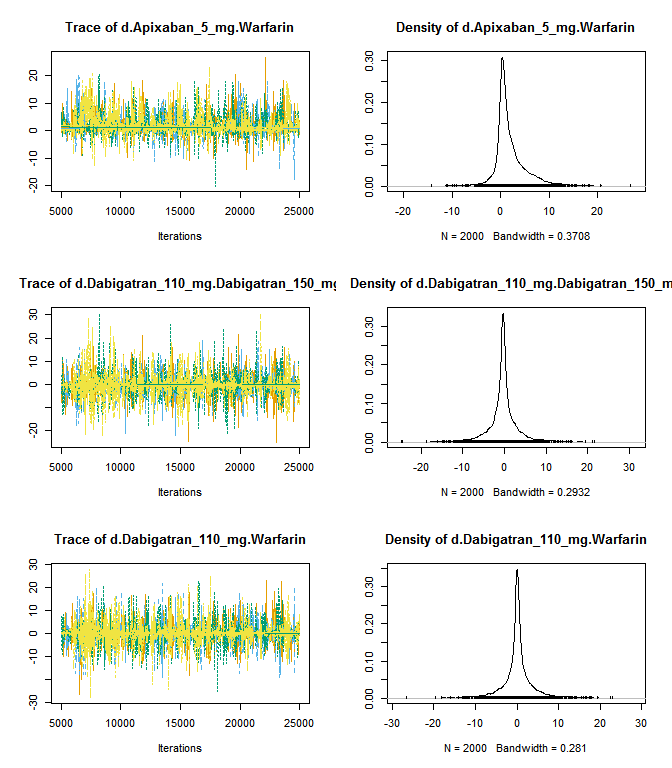 Trace of d.Apixaban_5_mg.Warfarin
Density of d.Apixaban_5_mg.Warfarin
20
10
0
-10
-20
5000 10000 15000 20000 25000
Iterations
0.30
0.20
0.10
0.00
-20 -10 0 10 20
N = 2000 Bandwidth = 0.3708
Trace of d.Dabigatran_110_mg.Dabigatran_150_mg
Density of d.Dabigatran_110_mg.Dabigatran_150_m
30
20
10
0
-20
5000 10000 15000 20000 25000
Iterations
0.30
0.20
0.10
0.00
-20 -10 0 10 20 30
N = 2000 Bandwidth = 0.2932
Trace of d.Dabigatran_110_mg.Warfarin
Density of d.Dabigatran_110_mg.Warfarin
30
20
10
0
-10
-30
5000 10000 15000 20000 25000
Iterations
0.30
0.20
0.10
0.00
-30 -20 -10 0 10 20 30
N = 2000 Bandwidth = 0.281